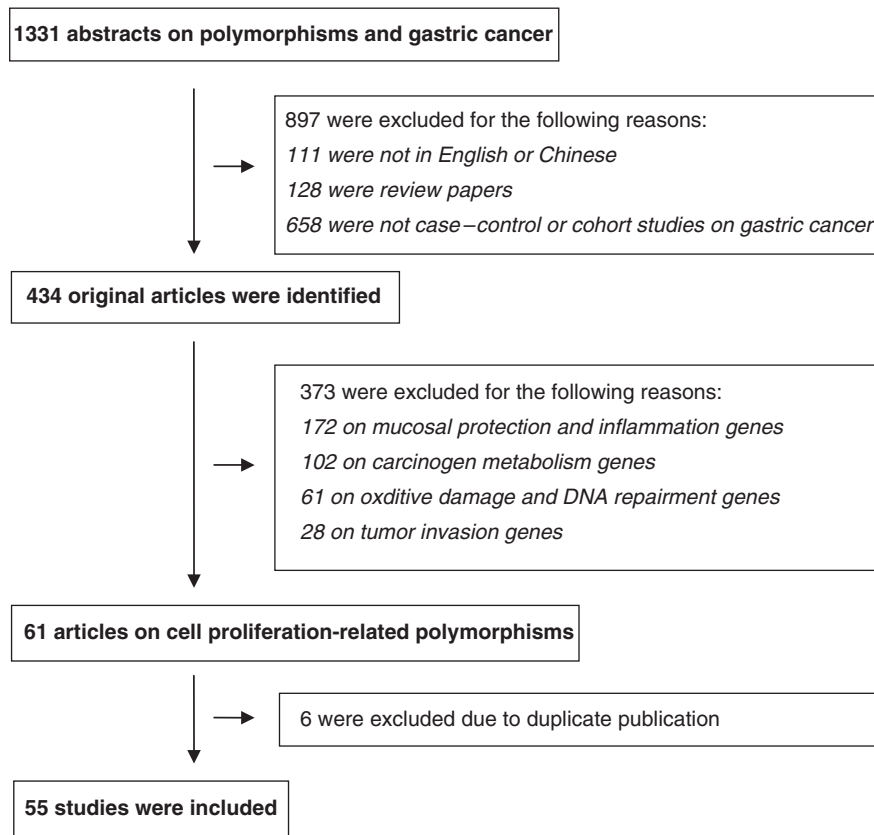 1331 abstracts on polymorphisms and gastric cancer
897 were excluded for the following reasons:
111 were not in English or Chinese
128 were review papers
658 were not case–control or cohort studies on gastric cancer
434 original articles were identified
373 were excluded for the following reasons:
172 on mucosal protection and inflammation genes
102 on carcinogen metabolism genes
61 on oxditive damage and DNA repairment genes
28 on tumor invasion genes
61 articles on cell proliferation-related polymorphisms
6 were excluded due to duplicate publication
55 studies were included